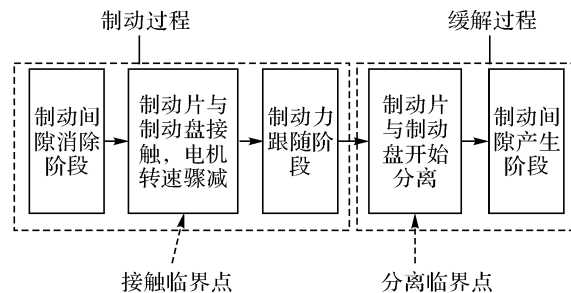 制动过程
缓解过程
制动间
隙消除
阶段
制动片与
制动盘接
触，电机
转速骤减
制动力
跟随阶
段
制动片
与制动
盘开始
分离
制动间
隙产生
阶段
接触临界点
分离临界点